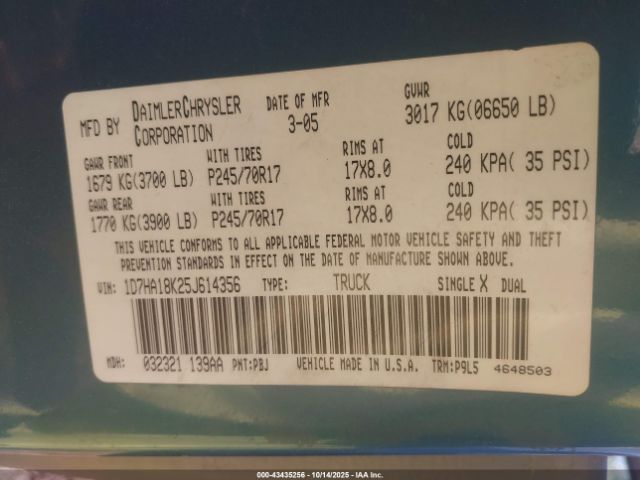 MFD BY DAIMLERCHRYSLER CORPORATION DATE OF MFR 3-05 GVWR 3017 KG(06650 LB)
GAWR FRONT WITH TIRES RIMS AT COLD
1679 KG(3700 LB) P245/70R17 17X8.0 240 KPA( 35 PSI)
GAWR REAR WITH TIRES RIMS AT COLD
1770 KG(3900 LB) P245/70R17 17X8.0 240 KPA( 35 PSI)
THIS VEHICLE CONFORMS TO ALL APPLICABLE FEDERAL MOTOR VEHICLE SAFETY AND THEFT
PREVENTION STANDARDS IN EFFECT ON THE DATE OF MANUFACTURE SHOWN ABOVE.
VIN: 1D7HA18K25J614356 TYPE: TRUCK SINGLE X DUAL
MDH: 032321 139AA PNT:PBJ VEHICLE MADE IN U.S.A. TRM:P9L5 4648503
000-43435256 | 10/14/2025 | IAA Inc.